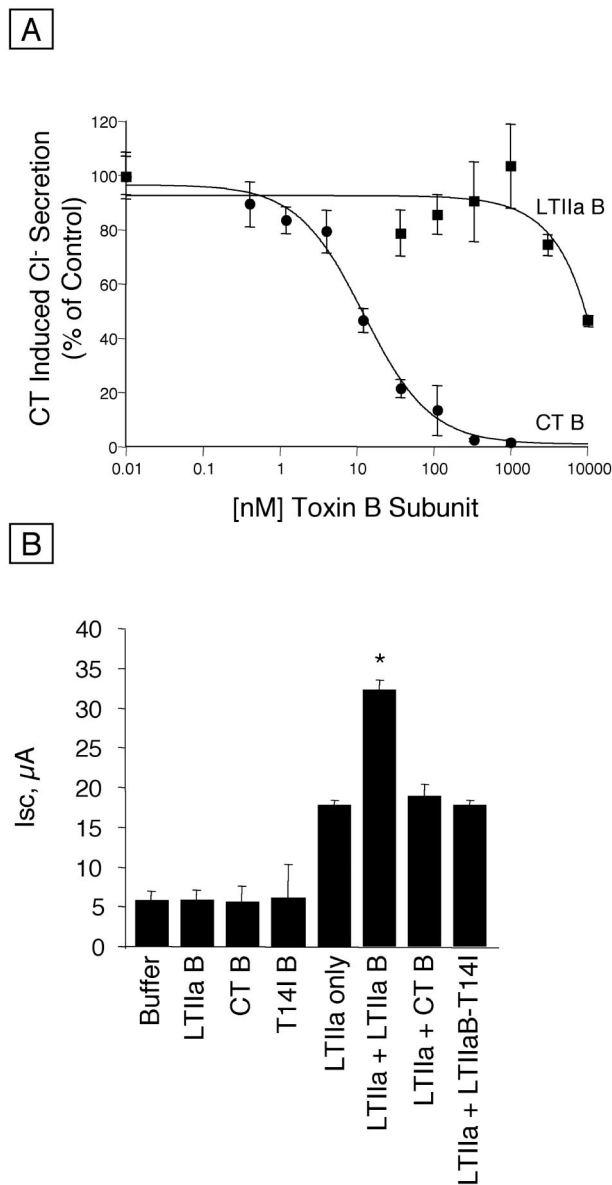 A
120
100
80
60
40
20
0
CT Induced Cl- Secretion
(% of Control)
LTIIa B
CT B
0.01
0.1
1
10
100
1000
10000
[nM] Toxin B Subunit
B
40
35
30
25
20
15
10
5
0
Isc, µA
*
Buffer
LTIIa B
CT B
T14I B
LTIIa only
LTIIa + LTIIa B
LTIIa + CT B
LTIIa + LTIIaB-T14I